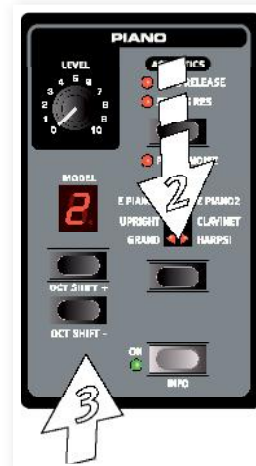 PIANO
LEVEL
0 1 2 3 4 5 6 7 8 9 10
RELEASE
RES
MODEL
2
2
E PIANO2
UPRIGHT CLAVINET
GRAND HARPSI
OCT SHIFT +
OCT SHIFT -
ON
INFO
3